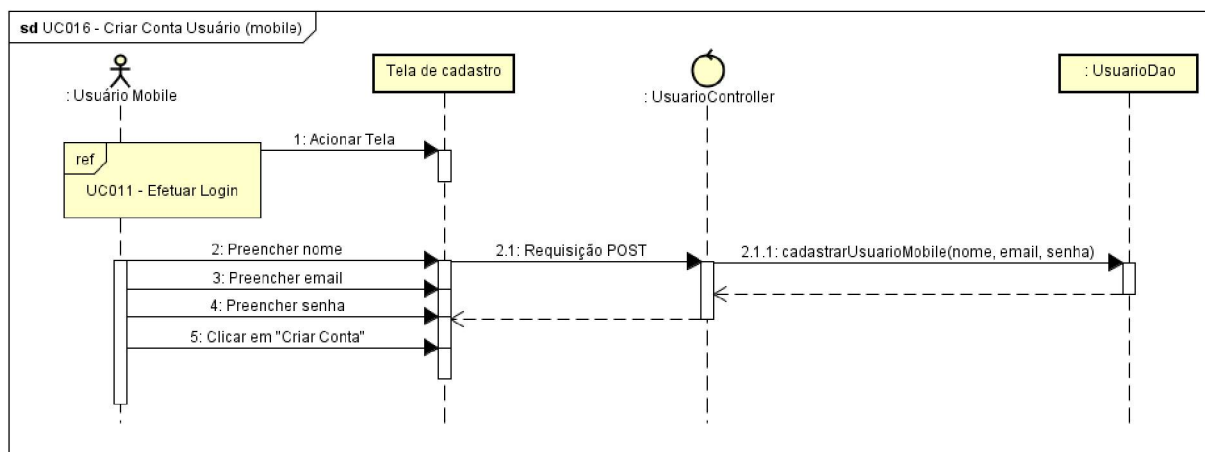 sd UC016 - Criar Conta Usuário (mobile)
: Usuário Mobile
Tela de cadastro
: UsuarioController
: UsuarioDao
ref
UC011 - Efetuar Login
1: Acionar Tela
2: Preencher nome
2.1: Requisição POST
2.1.1: cadastrarUsuarioMobile(nome, email, senha)
3: Preencher email
4: Preencher senha
5: Clicar em "Criar Conta"